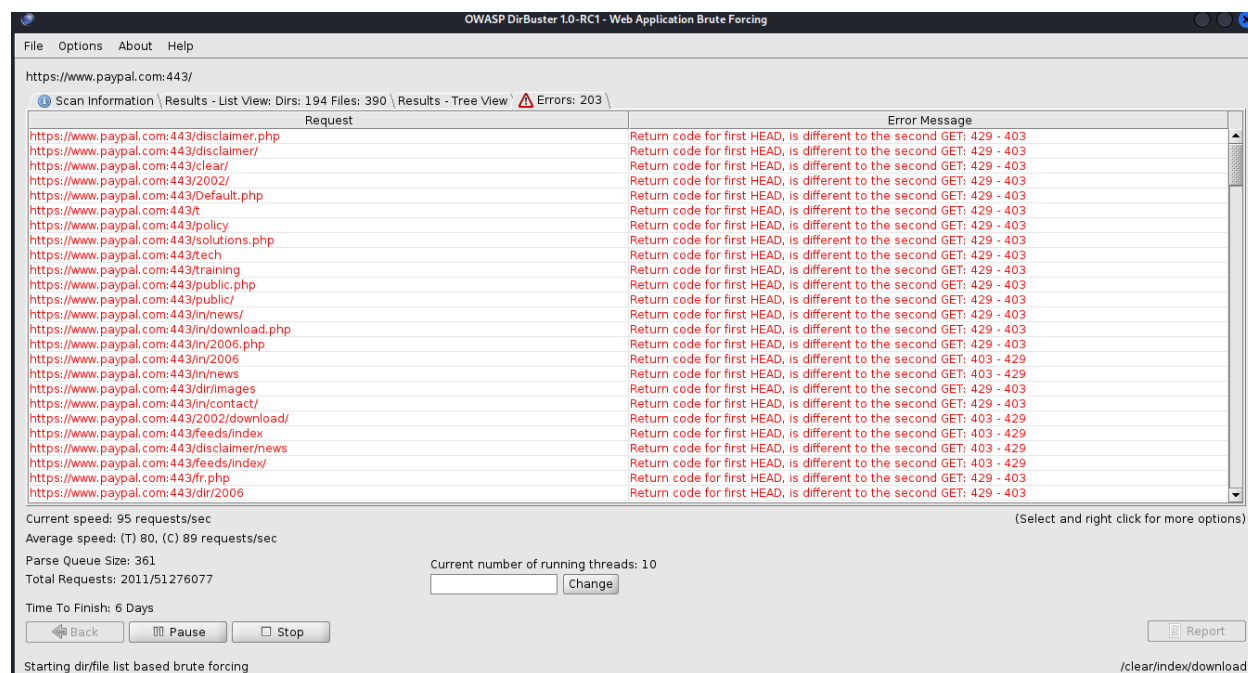 OWASP DirBuster 1.0-RC1 - Web Application Brute Forcing
File Options About Help
https://www.paypal.com:443/
Scan Information Results - List View: Dirs: 194 Files: 390 Results - Tree View Errors: 203
Request Error Message
https://www.paypal.com:443/disclaimer.php Return code for first HEAD, is different to the second GET: 429 - 403
https://www.paypal.com:443/disclaimer/ Return code for first HEAD, is different to the second GET: 429 - 403
https://www.paypal.com:443/clear/ Return code for first HEAD, is different to the second GET: 429 - 403
https://www.paypal.com:443/2002/ Return code for first HEAD, is different to the second GET: 429 - 403
https://www.paypal.com:443/Default.php Return code for first HEAD, is different to the second GET: 429 - 403
https://www.paypal.com:443/t Return code for first HEAD, is different to the second GET: 429 - 403
https://www.paypal.com:443/policy Return code for first HEAD, is different to the second GET: 429 - 403
https://www.paypal.com:443/solutions.php Return code for first HEAD, is different to the second GET: 429 - 403
https://www.paypal.com:443/tech Return code for first HEAD, is different to the second GET: 429 - 403
https://www.paypal.com:443/training Return code for first HEAD, is different to the second GET: 429 - 403
https://www.paypal.com:443/public.php Return code for first HEAD, is different to the second GET: 429 - 403
https://www.paypal.com:443/public/ Return code for first HEAD, is different to the second GET: 429 - 403
https://www.paypal.com:443/in/news/ Return code for first HEAD, is different to the second GET: 429 - 403
https://www.paypal.com:443/in/download.php Return code for first HEAD, is different to the second GET: 429 - 403
https://www.paypal.com:443/in/2006.php Return code for first HEAD, is different to the second GET: 429 - 403
https://www.paypal.com:443/in/2006 Return code for first HEAD, is different to the second GET: 403 - 429
https://www.paypal.com:443/in/news Return code for first HEAD, is different to the second GET: 403 - 429
https://www.paypal.com:443/dir/images Return code for first HEAD, is different to the second GET: 429 - 403
https://www.paypal.com:443/in/contact/ Return code for first HEAD, is different to the second GET: 429 - 403
https://www.paypal.com:443/2002/download/ Return code for first HEAD, is different to the second GET: 403 - 429
https://www.paypal.com:443/feeds/index Return code for first HEAD, is different to the second GET: 403 - 429
https://www.paypal.com:443/disclaimer/news Return code for first HEAD, is different to the second GET: 403 - 429
https://www.paypal.com:443/feeds/index/ Return code for first HEAD, is different to the second GET: 403 - 429
https://www.paypal.com:443/fr.php Return code for first HEAD, is different to the second GET: 429 - 403
https://www.paypal.com:443/dir/2006 Return code for first HEAD, is different to the second GET: 429 - 403
Current speed: 95 requests/sec (Select and right click for more options)
Average speed: (T) 80, (C) 89 requests/sec
Parse Queue Size: 361 Current number of running threads: 10
Total Requests: 2011/51276077 Change
Time To Finish: 6 Days
Back Pause Stop Report
Starting dir/file list based brute forcing /clear/index/download